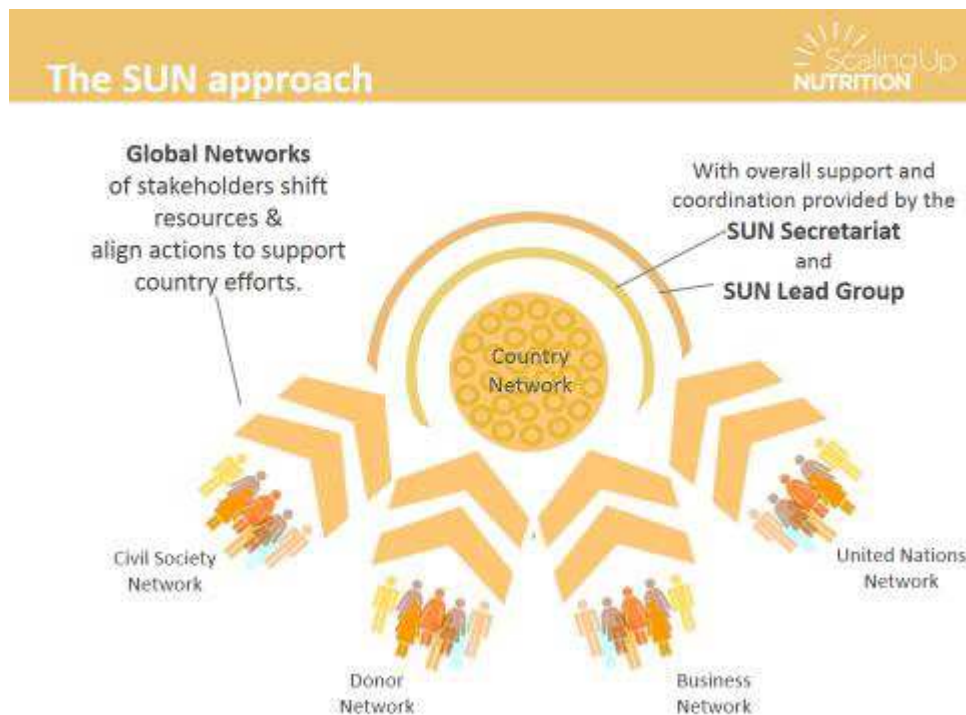 The SUN approach
ScalingUp
NUTRITION
Global Networks
of stakeholders shift
resources &
align actions to support
country efforts.
With overall support and
coordination provided by the
SUN Secretariat
and
SUN Lead Group
Country
Network
Civil Society
Network
United Nations
Network
Donor
Network
Business
Network